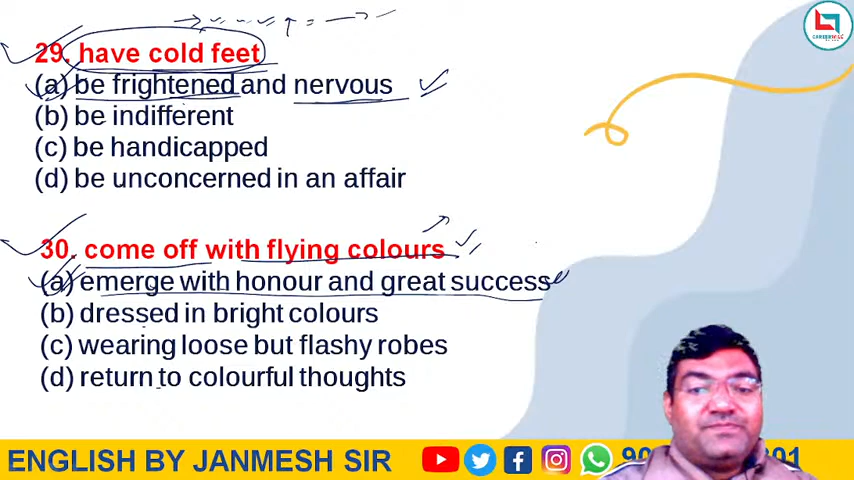 29. have cold feet
(a) be frightened and nervous
(b) be indifferent
(c) be handicapped
(d) be unconcerned in an affair
30. come off with flying colours
(a) emerge with honour and great success
(b) dressed in bright colours
(c) wearing loose but flashy robes
(d) return to colourful thoughts
ENGLISH BY JANMESH SIR